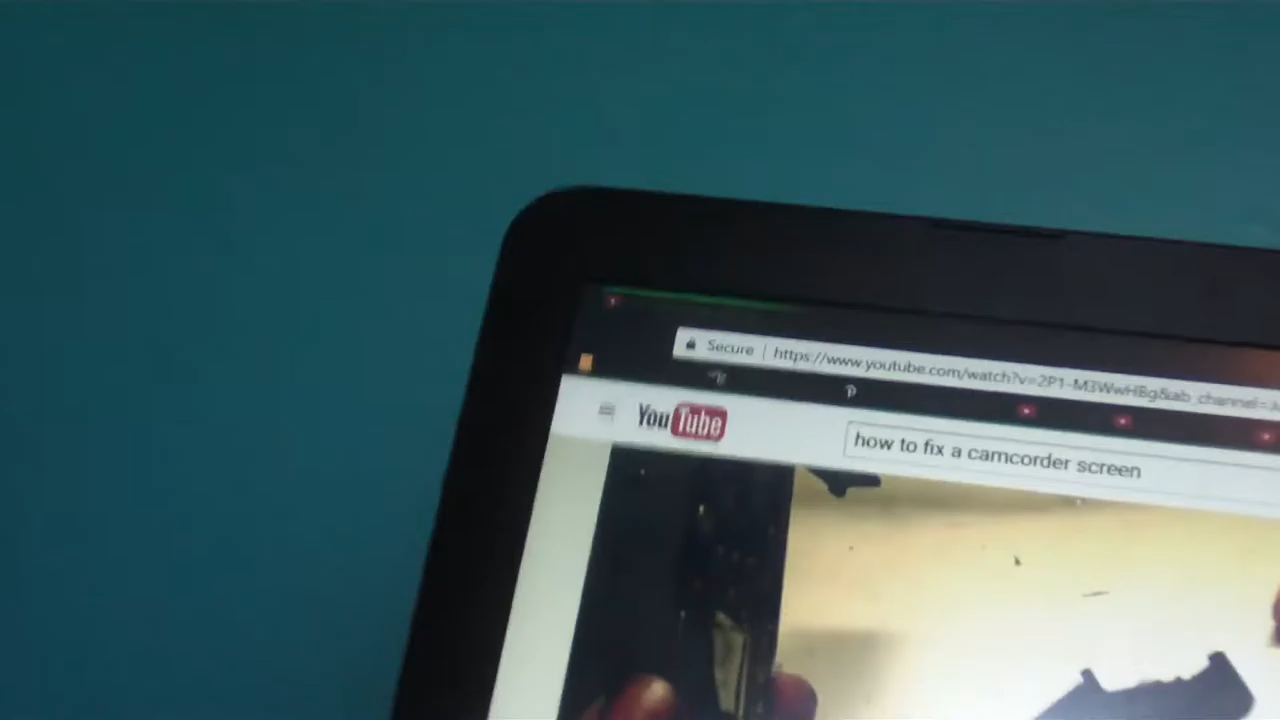 Secure | https://www.youtube.com/watch?v=2P1-M3WwHBg&ab_channel=
YouTube
how to fix a camcorder screen